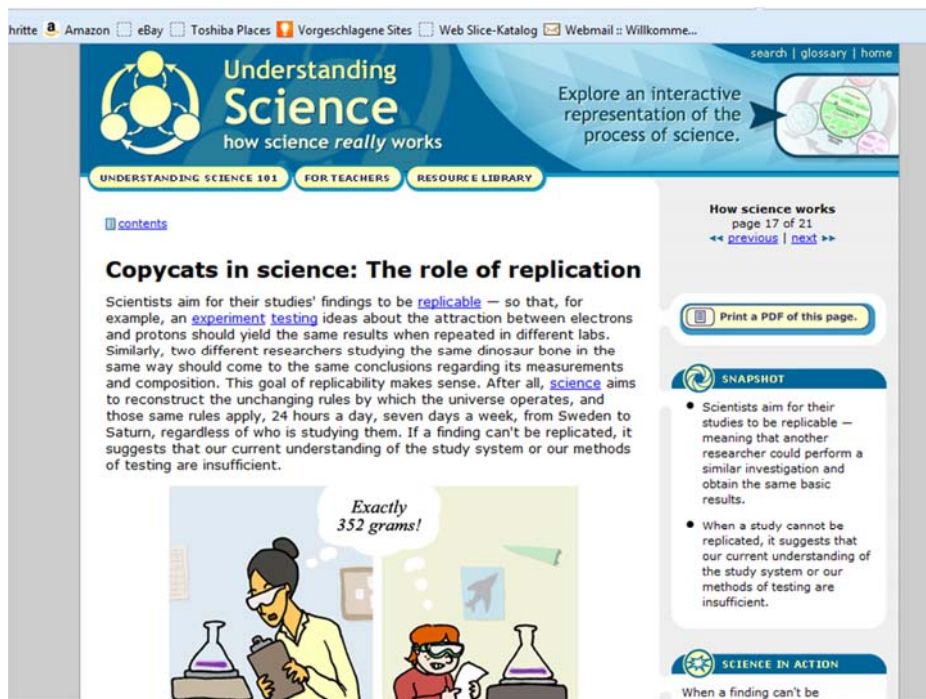 hritte Amazon eBay Toshiba Places Vorgeschlagene Sites Web Slice-Katalog Webmail :: Willkomme...
search | glossary | home
Understanding
Science
how science really works
Explore an interactive
representation of the
process of science.
UNDERSTANDING SCIENCE 101 FOR TEACHERS RESOURCE LIBRARY
contents
How science works
page 17 of 21
previous | next
Copycats in science: The role of replication
Scientists aim for their studies' findings to be replicable — so that, for
example, an experiment testing ideas about the attraction between electrons
and protons should yield the same results when repeated in different labs.
Similarly, two different researchers studying the same dinosaur bone in the
same way should come to the same conclusions regarding its measurements
and composition. This goal of replicability makes sense. After all, science aims
to reconstruct the unchanging rules by which the universe operates, and
those same rules apply, 24 hours a day, seven days a week, from Sweden to
Saturn, regardless of who is studying them. If a finding can't be replicated, it
suggests that our current understanding of the study system or our methods
of testing are insufficient.
Exactly
352 grams!
Print a PDF of this page.
SNAPSHOT
• Scientists aim for their
studies to be replicable —
meaning that another
researcher could perform a
similar investigation and
obtain the same basic
results.
• When a study cannot be
replicated, it suggests that
our current understanding of
the study system or our
methods of testing are
insufficient.
SCIENCE IN ACTION
When a finding can't be